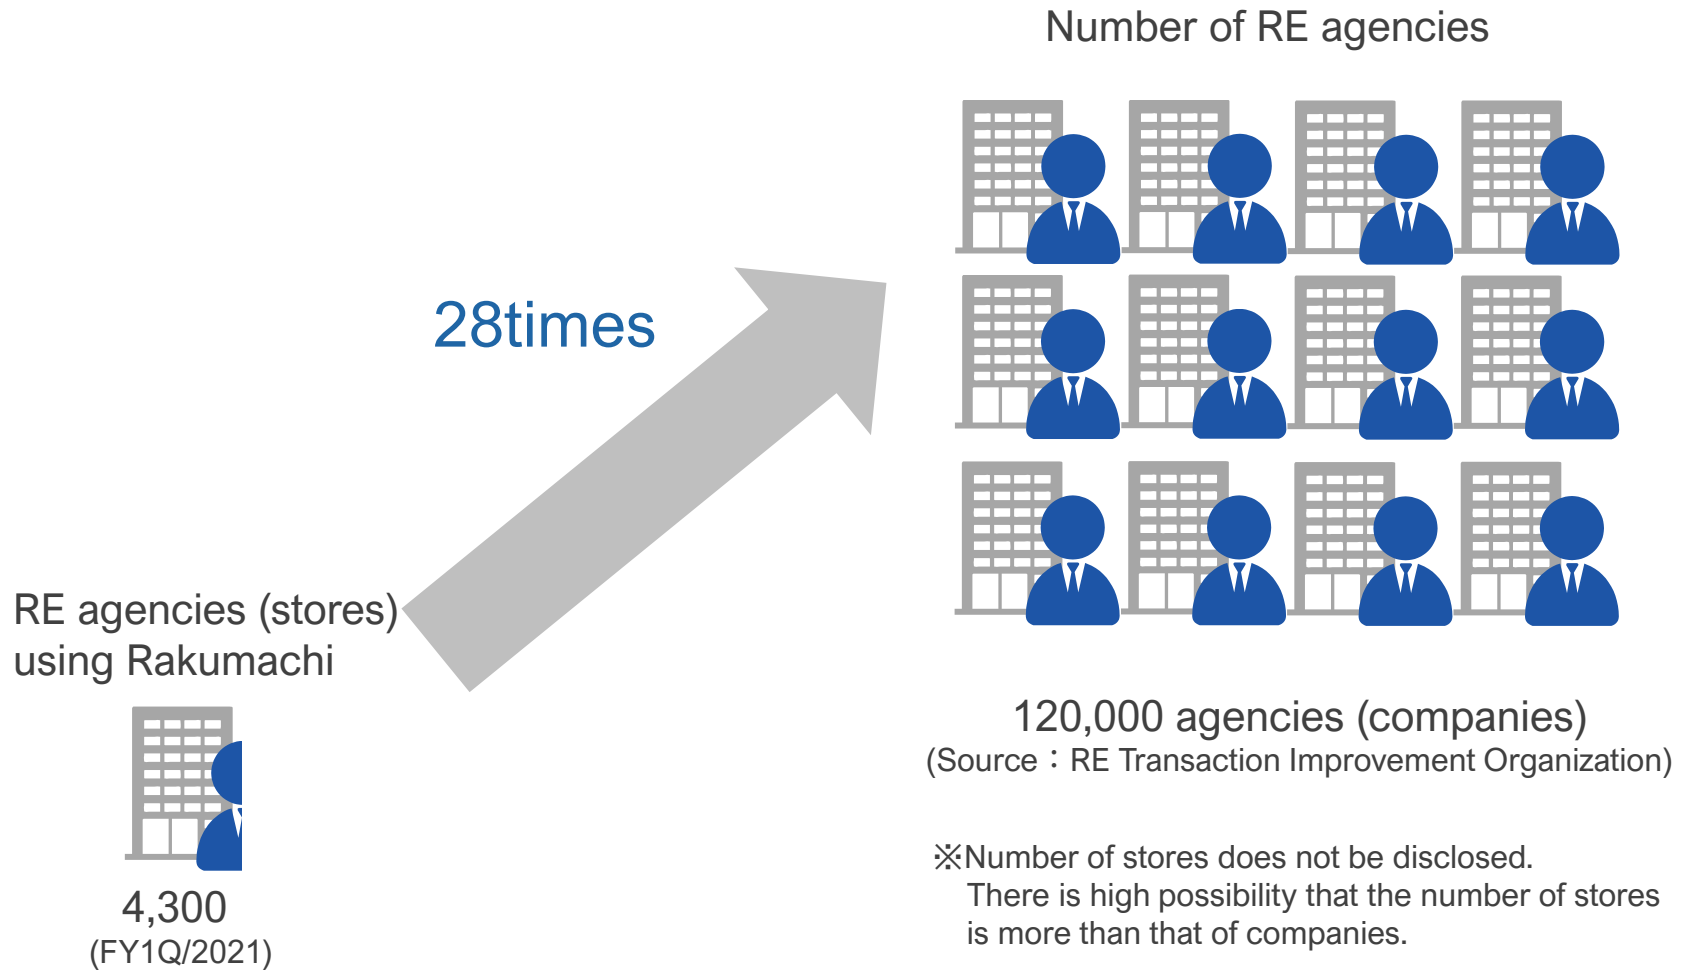 Number of RE agencies
28times
RE agencies (stores)
using Rakumachi
4,300
(FY1Q/2021)
120,000 agencies (companies)
(Source：RE Transaction Improvement Organization)
※Number of stores does not be disclosed.
There is high possibility that the number of stores
is more than that of companies.